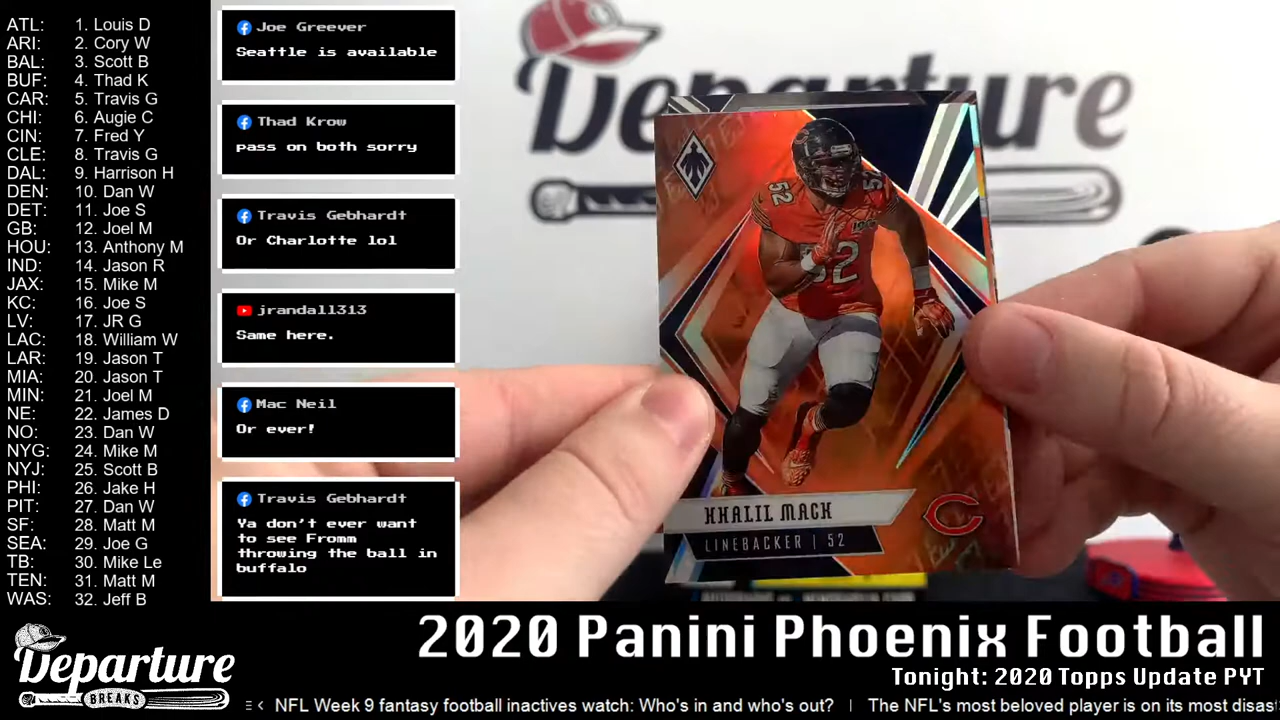 ATL: 1. Louis D
ARI: 2. Cory W
BAL: 3. Scott B
BUF: 4. Thad K
CAR: 5. Travis G
CHI: 6. Augie C
CIN: 7. Fred Y
CLE: 8. Travis G
DAL: 9. Harrison H
DEN: 10. Dan W
DET: 11. Joe S
GB: 12. Joel M
HOU: 13. Anthony M
IND: 14. Jason R
JAX: 15. Mike M
KC: 16. Joe S
LV: 17. JR G
LAC: 18. William W
LAR: 19. Jason T
MIA: 20. Jason T
MIN: 21. Joel M
NE: 22. James D
NO: 23. Dan W
NYG: 24. Mike M
NYJ: 25. Scott B
PHI: 26. Jake H
PIT: 27. Dan W
SF: 28. Matt M
SEA: 29. Joe G
TB: 30. Mike Le
TEN: 31. Matt M
WAS: 32. Jeff B
Joe Greever
Seattle is available
Thad Krow
pass on both sorry
Travis Gebhardt
Or Charlotte lol
jrandall313
Same here.
Mac Neil
Or ever!
Travis Gebhardt
Ya don't ever want
to see Fromm
throwing the ball in
buffalo
Departure
52
52
52
KHALIL MACK
LINEBACKER | 52
C
2020 Panini Phoenix Football
Tonight: 2020 Topps Update PYT
Departure
BREAKS
NFL Week 9 fantasy football inactives watch: Who's in and who's out? | The NFL's most beloved player is on its most disas